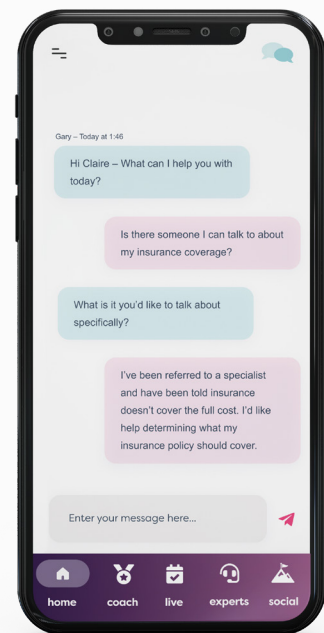 Gary – Today at 1:46
Hi Claire – What can I help you with
today?
Is there someone I can talk to about
my insurance coverage?
What is it you’d like to talk about
specifically?
I’ve been referred to a specialist
and have been told insurance
doesn’t cover the full cost. I’d like
help determining what my
insurance policy should cover.
Enter your message here...
home coach live experts social